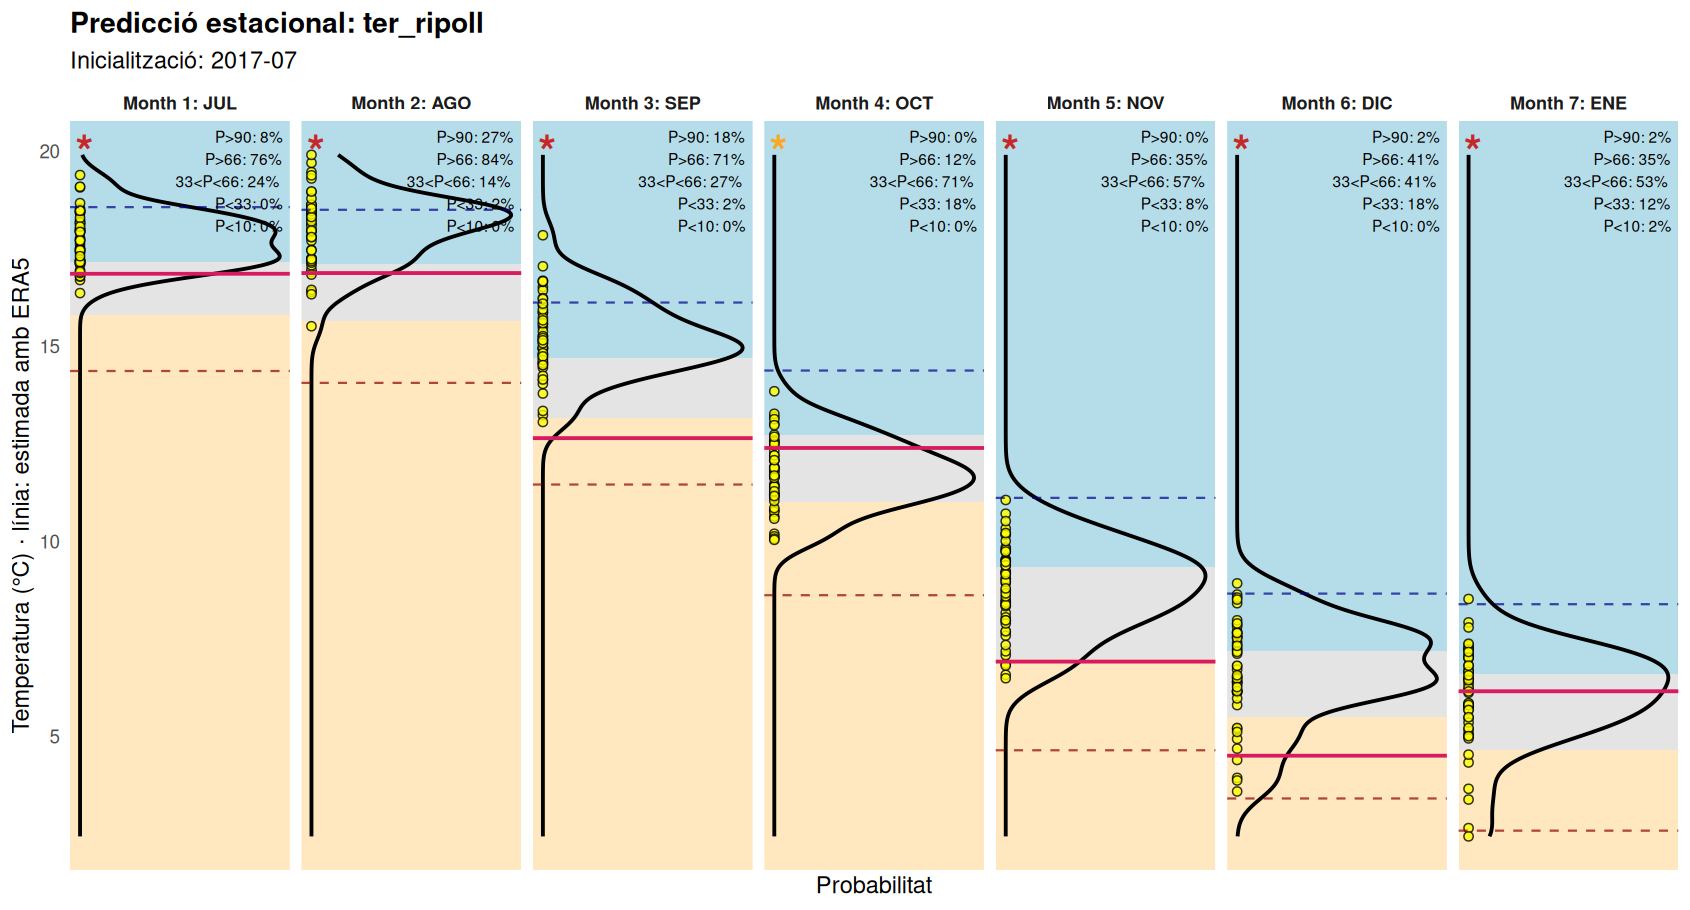 Predicció estacional: ter_ripoll
Inicialització: 2017-07
Month 1: JUL
Month 2: AGO
Month 3: SEP
Month 4: OCT
Month 5: NOV
Month 6: DIC
Month 7: ENE
P>90: 8%
P>66: 76%
33<P<66: 24%
P<33: 0%
P<10: 0%
P>90: 27%
P>66: 84%
33<P<66: 14%
P<33: 2%
P<10: 0%
P>90: 18%
P>66: 71%
33<P<66: 27%
P<33: 2%
P<10: 0%
P>90: 0%
P>66: 12%
33<P<66: 71%
P<33: 18%
P<10: 0%
P>90: 0%
P>66: 35%
33<P<66: 57%
P<33: 8%
P<10: 0%
P>90: 2%
P>66: 41%
33<P<66: 41%
P<33: 18%
P<10: 0%
P>90: 2%
P>66: 35%
33<P<66: 53%
P<33: 12%
P<10: 2%
20
15
10
5
Temperatura (°C) · línia: estimada amb ERA5
Probabilitat